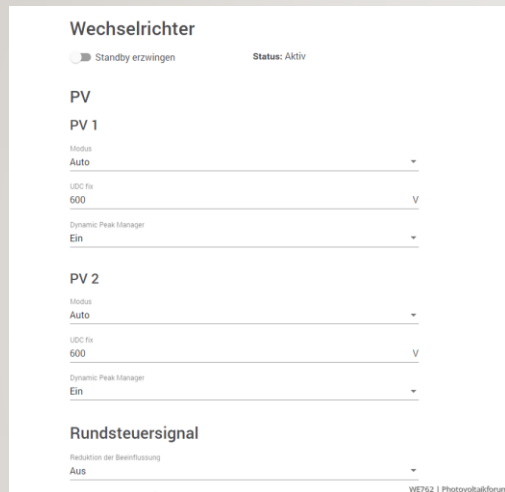 Wechselrichter
Standby erzwingen Status: Aktiv
PV
PV 1
Modus
Auto
UDC fix
600 V
Dynamic Peak Manager
Ein
PV 2
Modus
Auto
UDC fix
600 V
Dynamic Peak Manager
Ein
Rundsteuersignal
Reduktion der Beeinflussung
Aus
WE762 | Photovoltaikforum